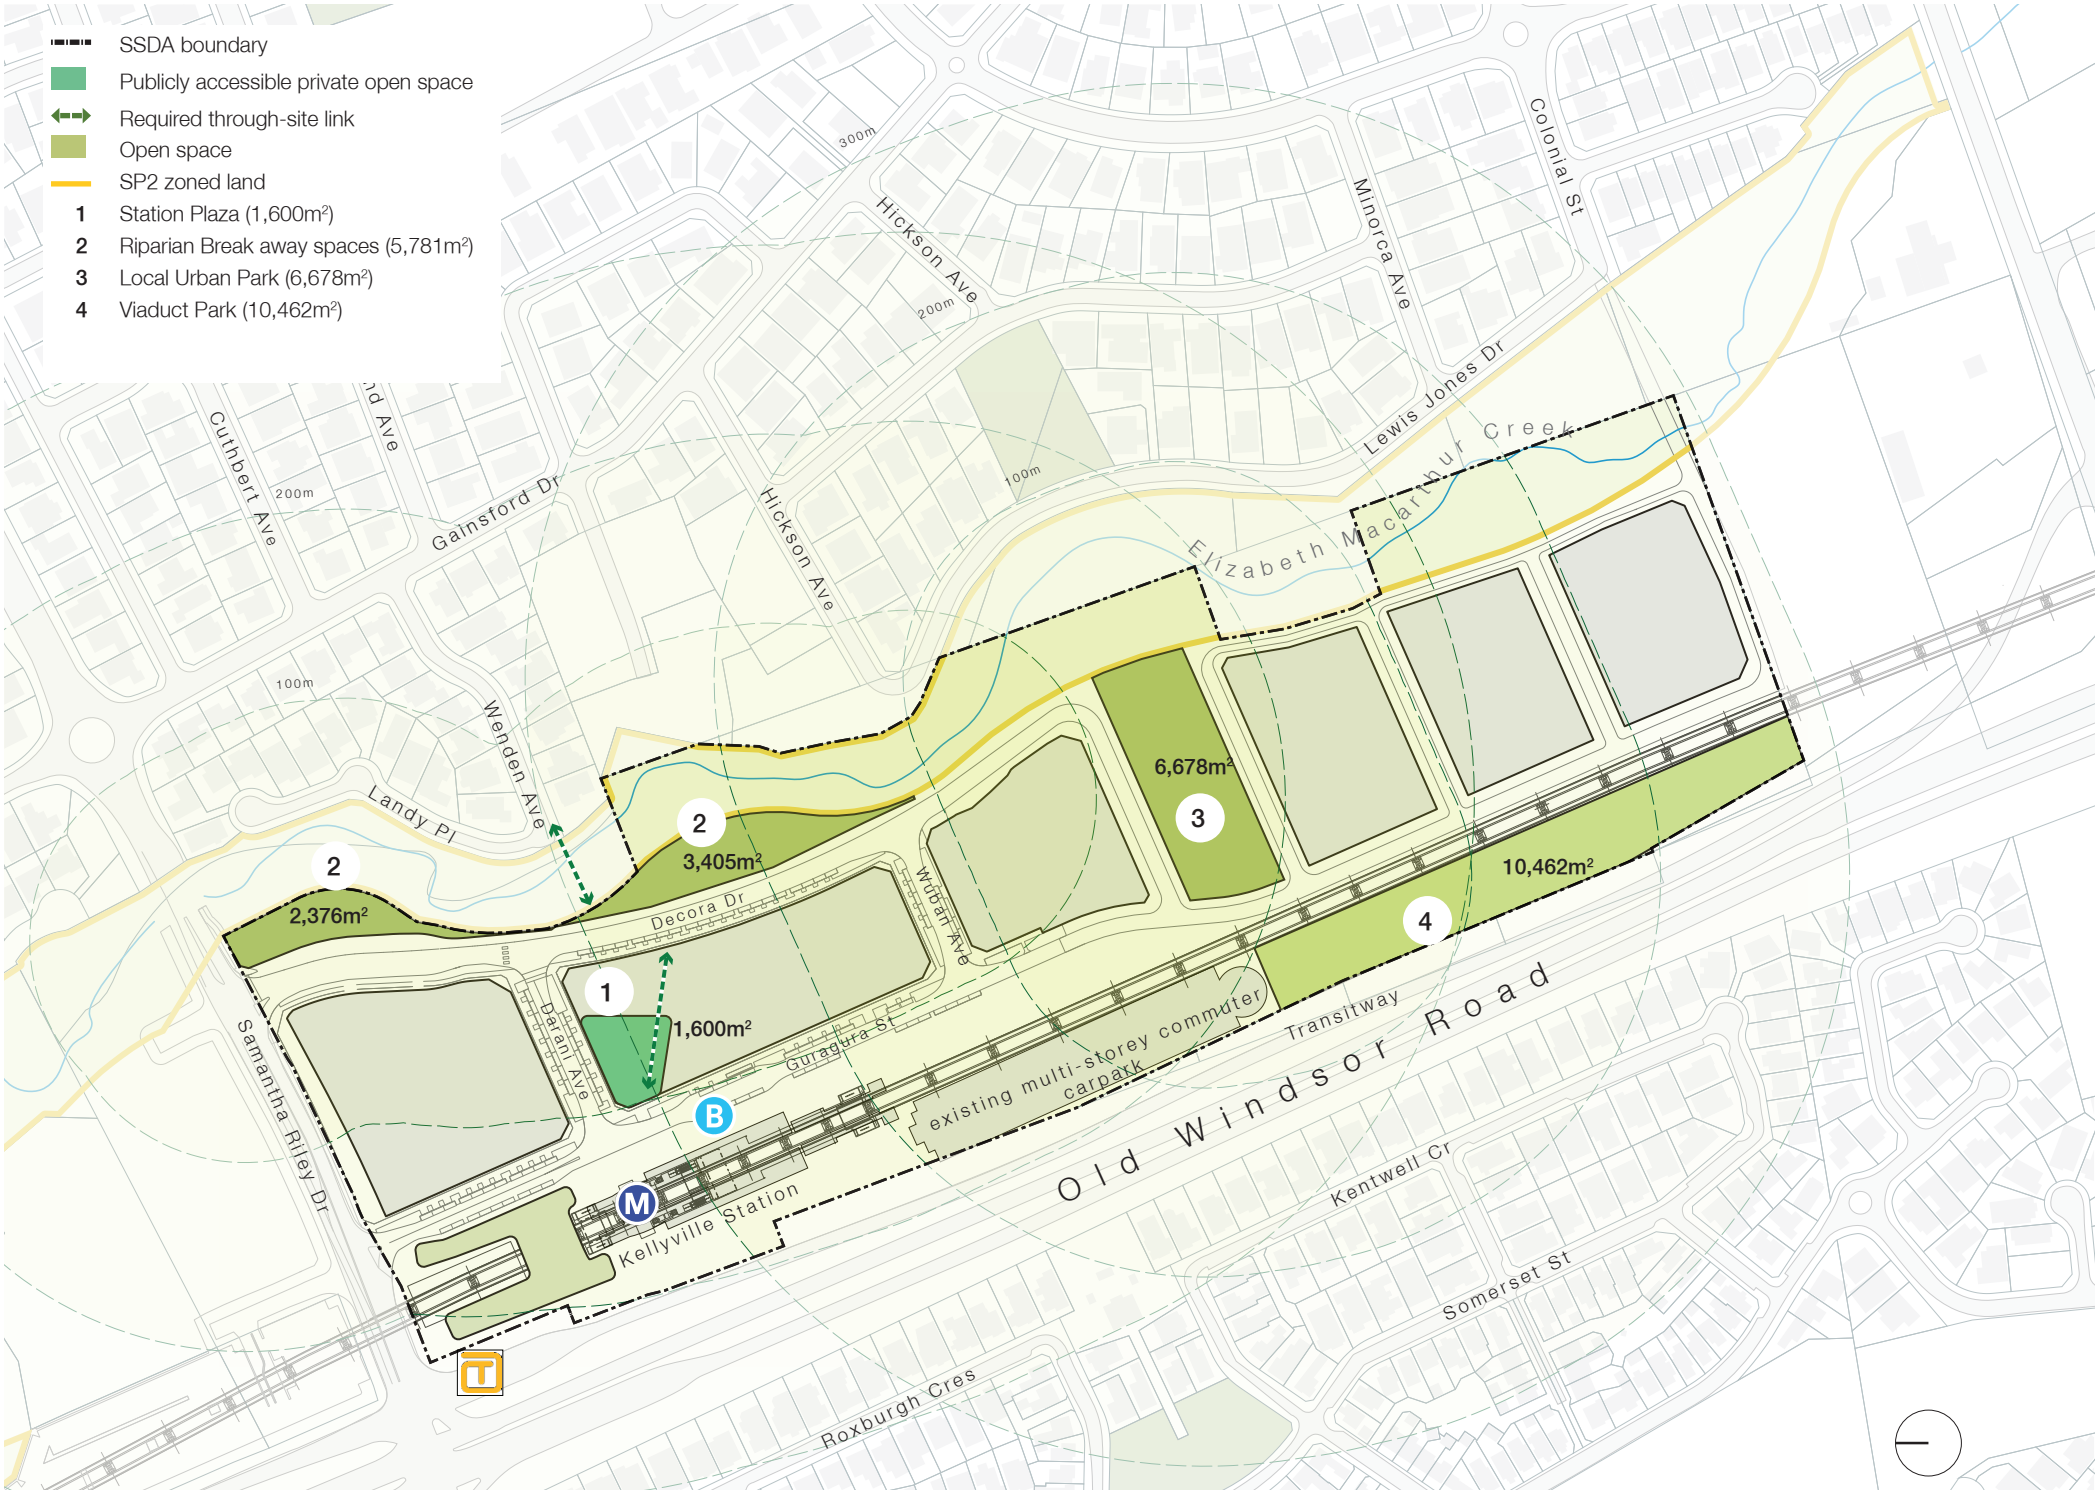 SSDA boundary
Publicly accessible private open space
Required through-site link
Open space
SP2 zoned land
1 Station Plaza (1,600m²)
2 Riparian Break away spaces (5,781m²)
3 Local Urban Park (6,678m²)
4 Viaduct Park (10,462m²)
300m
Hickson Ave
200m
Minorca Ave
Colonial St
Lewis Jones Dr
Cuthbert Ave
nd Ave
200m
Gainsford Dr
Hickson Ave
100m
Elizabeth Macarthur Creek
100m
Wenden Ave
Landy Pl
2
2,376m²
2
3,405m²
6,678m²
3
10,462m²
4
Decora Dr
Wuban Ave
1
1,600m²
Darani Ave
Guragura St
Samantha Riley Dr
B
M
Kellyville Station
existing multi-storey commuter
carpark
Transitway
Old Windsor Road
Kentwell Cr
Somerset St
Roxburgh Cres
T